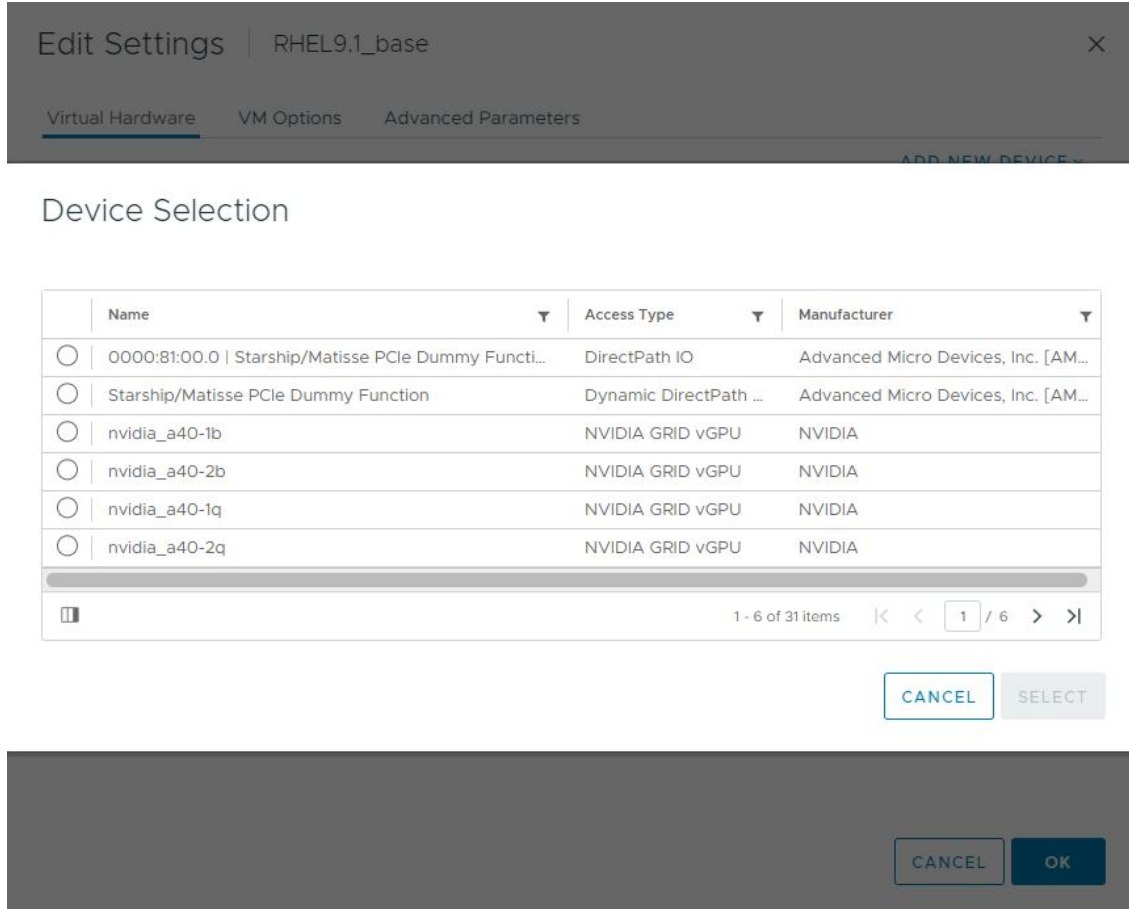 Edit Settings RHEL9.1_base
Virtual Hardware VM Options Advanced Parameters
ADD NEW DEVICE
Device Selection
Name Access Type Manufacturer
0000:81:00.0 | Starship/Matisse PCIe Dummy Functi... DirectPath IO Advanced Micro Devices, Inc. [AM...
Starship/Matisse PCIe Dummy Function Dynamic DirectPath ... Advanced Micro Devices, Inc. [AM...
nvidia_a40-1b NVIDIA GRID vGPU NVIDIA
nvidia_a40-2b NVIDIA GRID vGPU NVIDIA
nvidia_a40-1q NVIDIA GRID vGPU NVIDIA
nvidia_a40-2q NVIDIA GRID vGPU NVIDIA
1 - 6 of 31 items 1 / 6
CANCEL SELECT
CANCEL OK